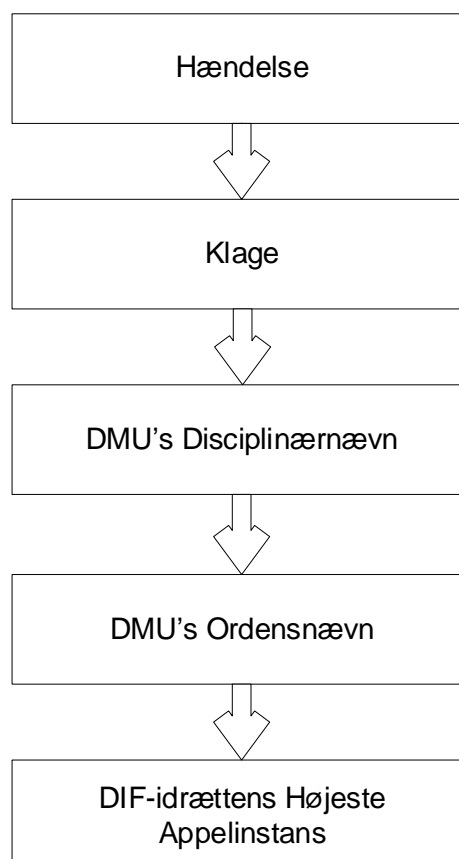 Hændelse
Klage
DMU's Disciplinærnævn
DMU's Ordensnævn
DIF-idrættens Højeste
Appelinstans